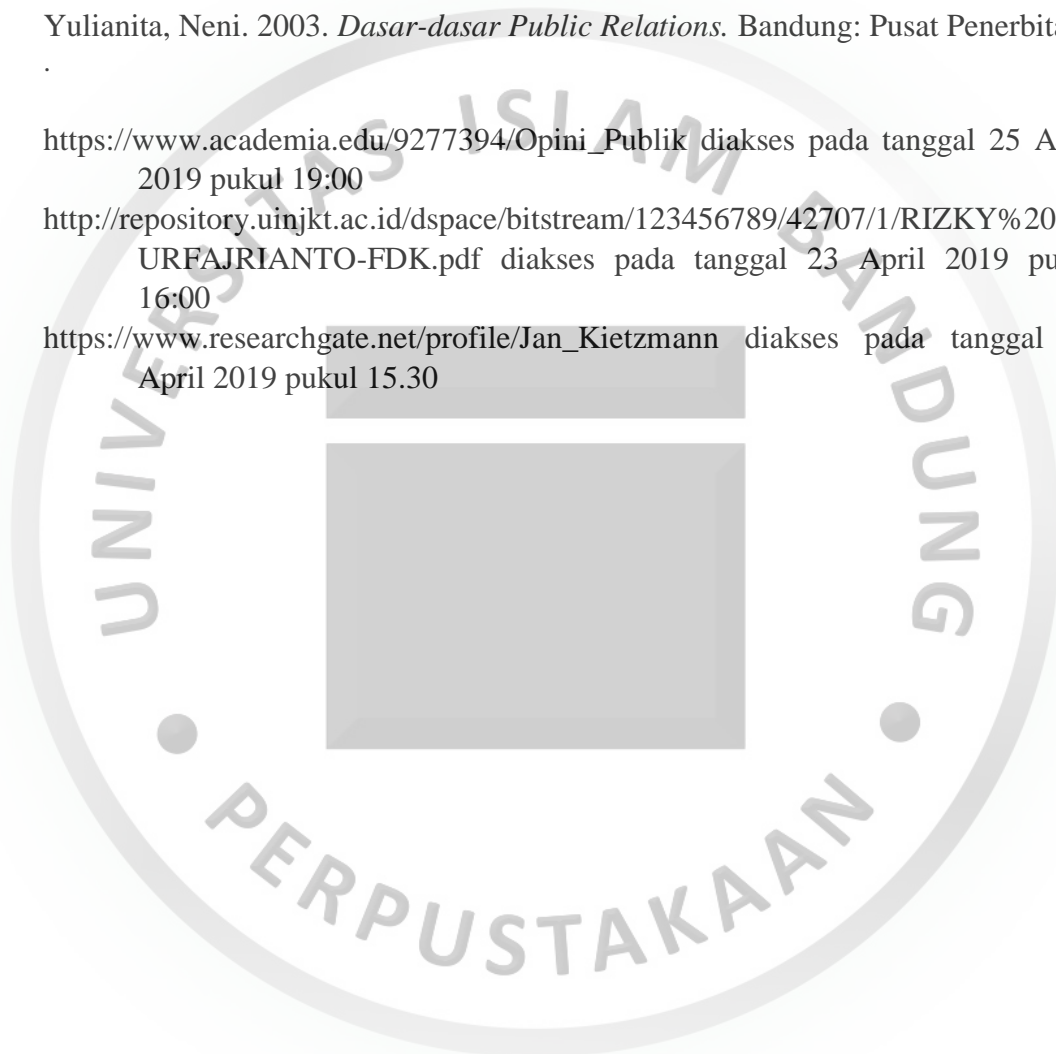 Yulianita, Neni. 2003. Dasar-dasar Public Relations. Bandung: Pusat
.
https://www.academia.edu/9277394/Opini_Publik diakses pada tanggal 25
2019 pukul 19:00
http://repository.uinjkt.ac.id/dspace/bitstream/123456789/42707/1/RIZKY%20
URFAJRIANTO-FDK.pdf diakses pada tanggal 23 April 2019
16:00
https://www.researchgate.net/profile/Jan_Kietzmann diakses pada tanggal
April 2019 pukul 15.30
UNIVERSITAS ISLAM BANDUNG
PERPUSTAKAAN